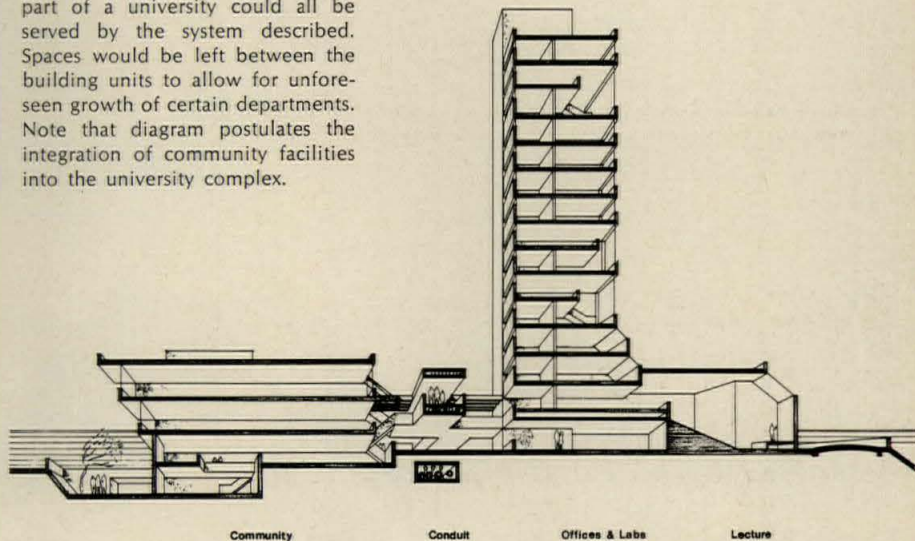 part of a university could all be
served by the system described.
Spaces would be left between the
building units to allow for unfore-
seen growth of certain departments.
Note that diagram postulates the
integration of community facilities
into the university complex.
Community Conduit Offices & Labs Lecture